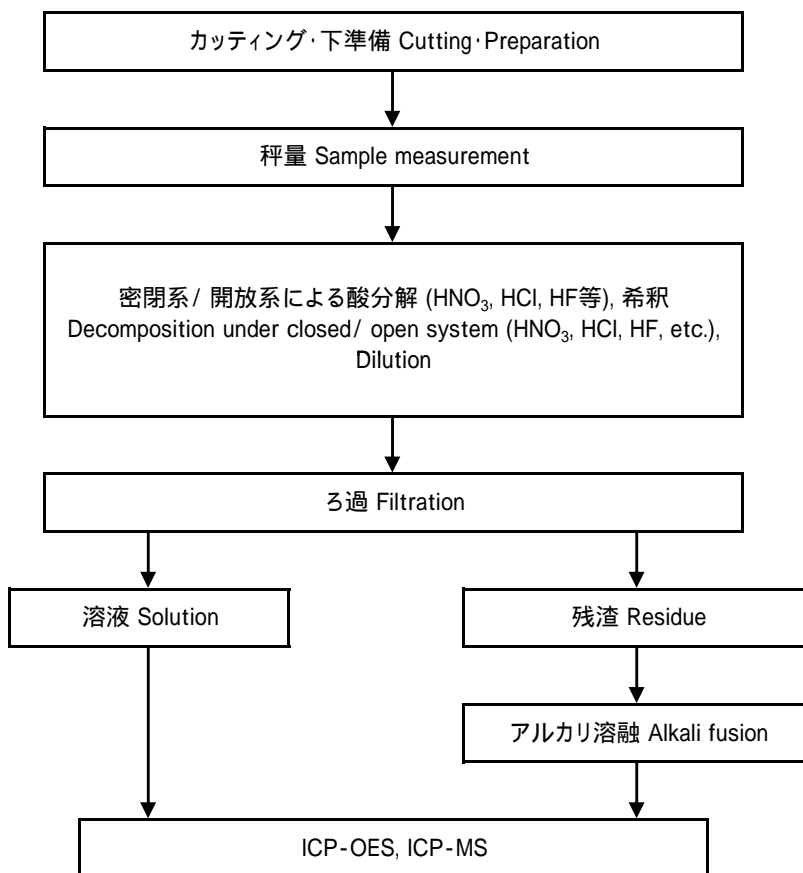 カッティング・下準備 Cutting・Preparation
秤量 Sample measurement
密閉系/ 開放系による酸分解 (HNO₃, HCl, HF等), 希釈
Decomposition under closed/ open system (HNO₃, HCl, HF, etc.),
Dilution
ろ過 Filtration
溶液 Solution
残渣 Residue
アルカリ溶融 Alkali fusion
ICP-OES, ICP-MS